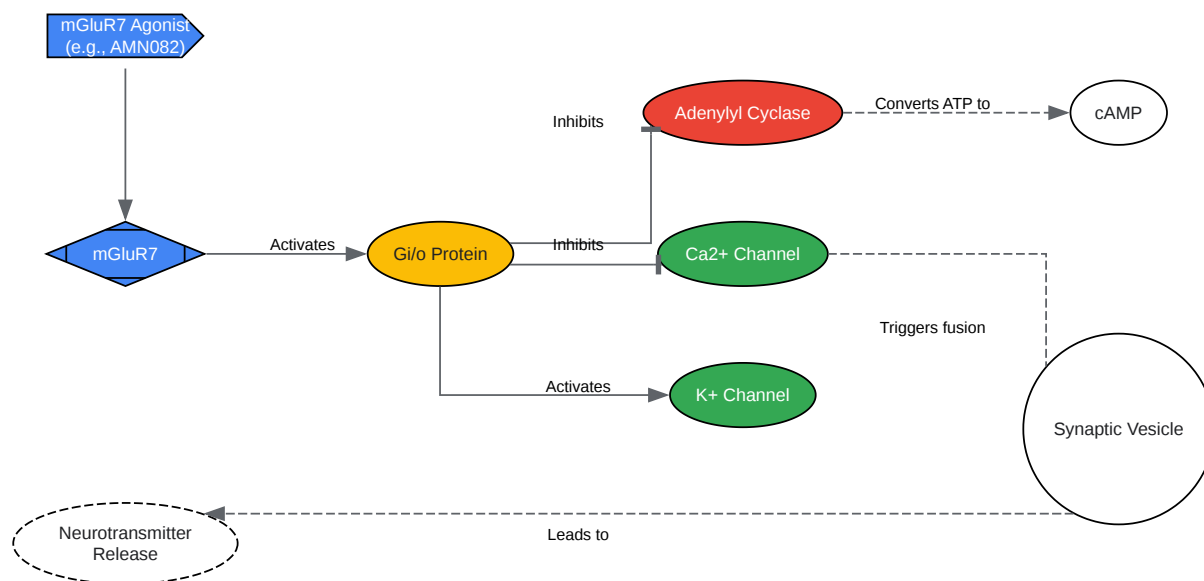 mGluR7 Agonist
(e.g., AMN082)
Inhibits
Adenylyl Cyclase
Converts ATP to
cAMP
mGluR7
Activates
Gi/o Protein
Inhibits
Ca2+ Channel
Triggers fusion
Activates
K+ Channel
Synaptic Vesicle
Neurotransmitter
Release
Leads to